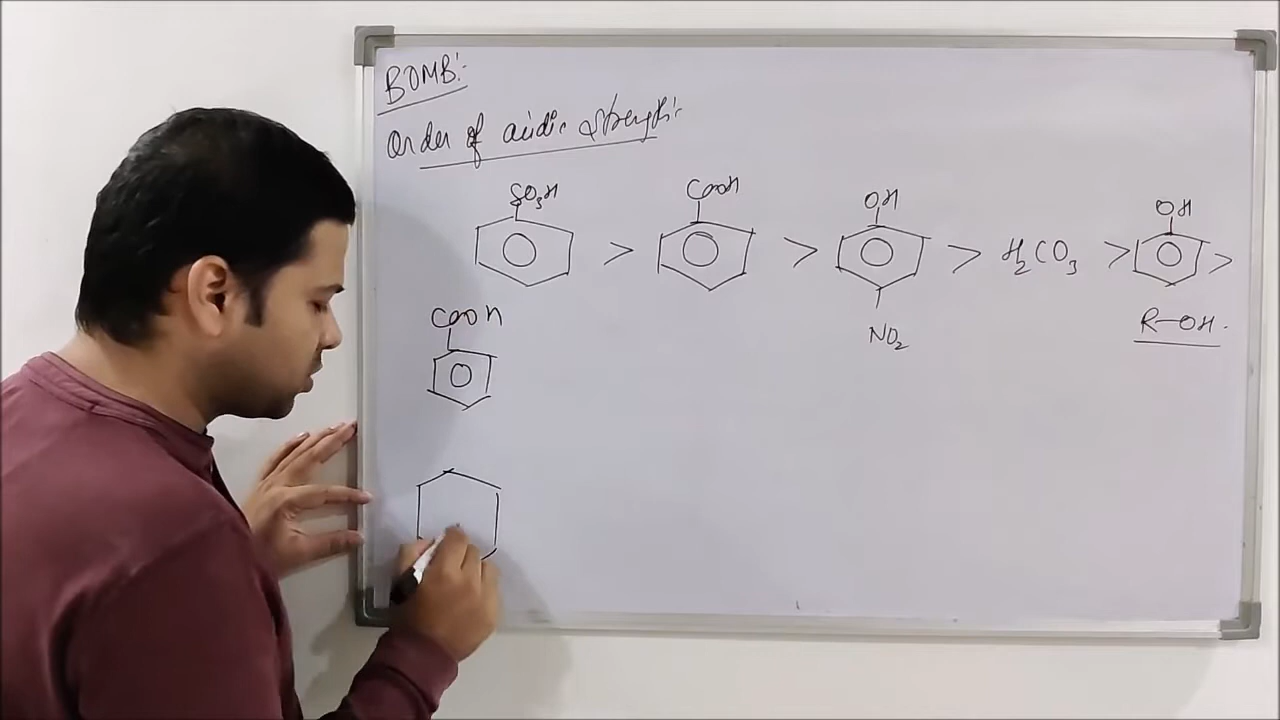 BOMB:-
Order of acidic strength:-
SO3H COOH OH OH
> > > H2CO3 > >
NO2 R-OH.
COOH